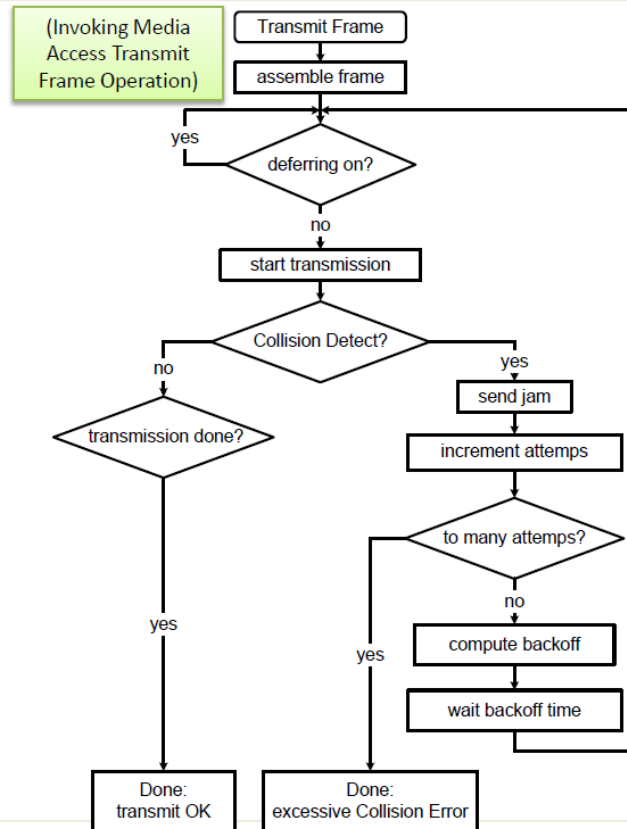 (Invoking Media
Access Transmit
Frame Operation)
Transmit Frame
assemble frame
yes
deferring on?
no
start transmission
Collision Detect?
no
yes
send jam
transmission done?
increment attemps
to many attemps?
no
yes
yes
compute backoff
wait backoff time
Done:
transmit OK
Done:
excessive Collision Error